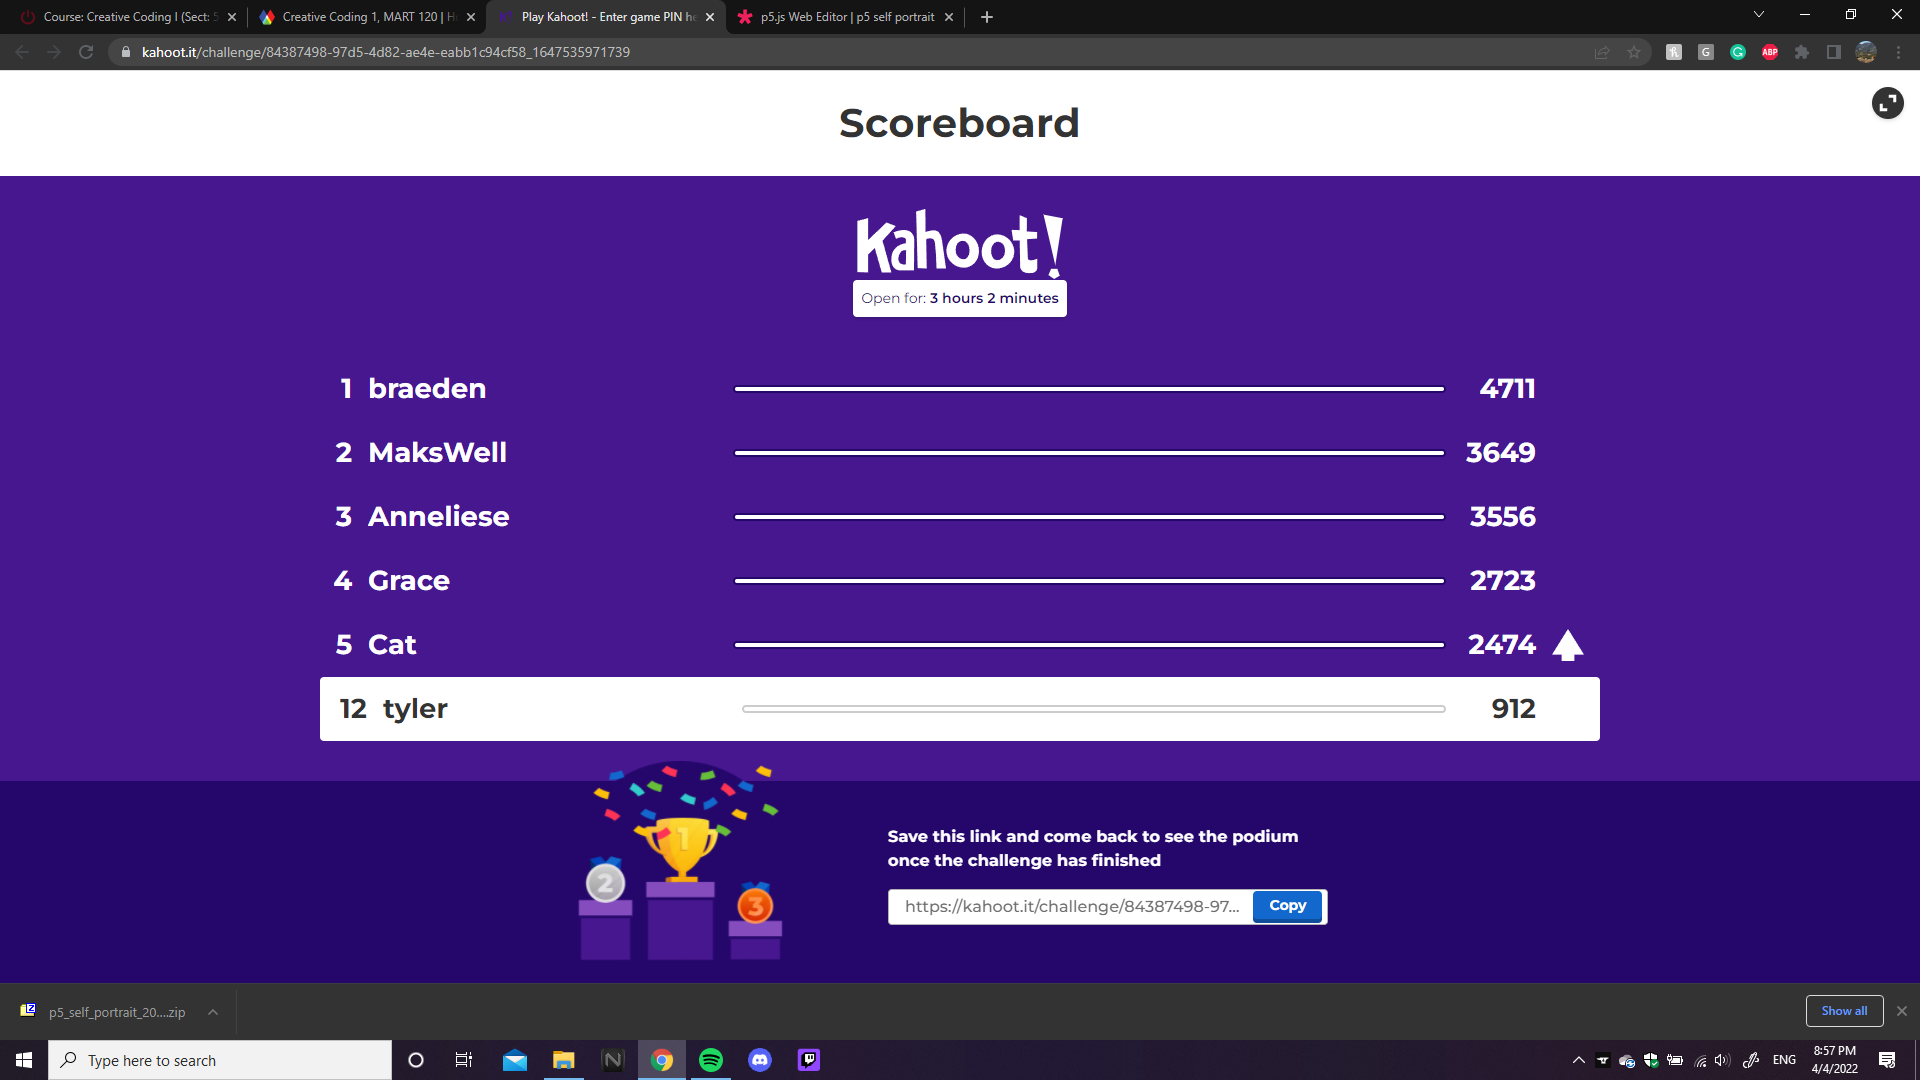 Course: Creative Coding I (Sect: 5
Creative Coding 1, MART 120 | H
Play Kahoot! - Enter game PIN he
p5.js Web Editor | p5 self portrait
kahoot.it/challenge/84387498-97d5-4d82-ae4e-eabb1c94cf58_1647535971739
G
ABP
Scoreboard
Kahoot!
Open for: 3 hours 2 minutes
1 braeden 4711
2 MaksWell 3649
3 Anneliese 3556
4 Grace 2723
5 Cat 2474
12 tyler 912
1
2
3
Save this link and come back to see the podium
once the challenge has finished
https://kahoot.it/challenge/84387498-97... Copy
p5_self_portrait_20....zip
Show all
Type here to search
N
ENG
8:57 PM
4/4/2022